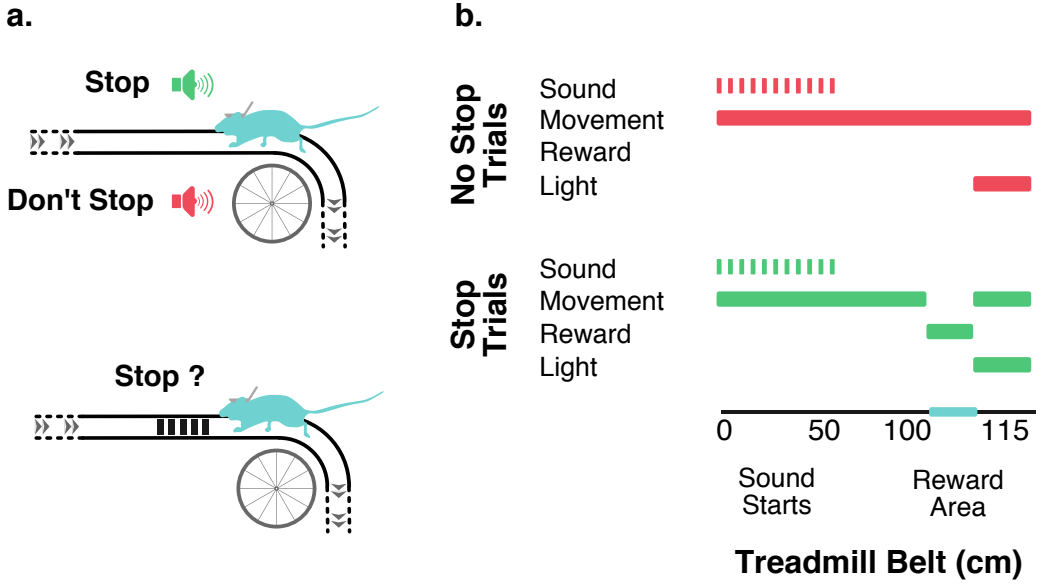 a.
Stop
Don't Stop
Stop ?
b.
No Stop
Trials
Sound
Movement
Reward
Light
Stop
Trials
Sound
Movement
Reward
Light
0 50 100 115
Sound
Starts
Reward
Area
Treadmill Belt (cm)